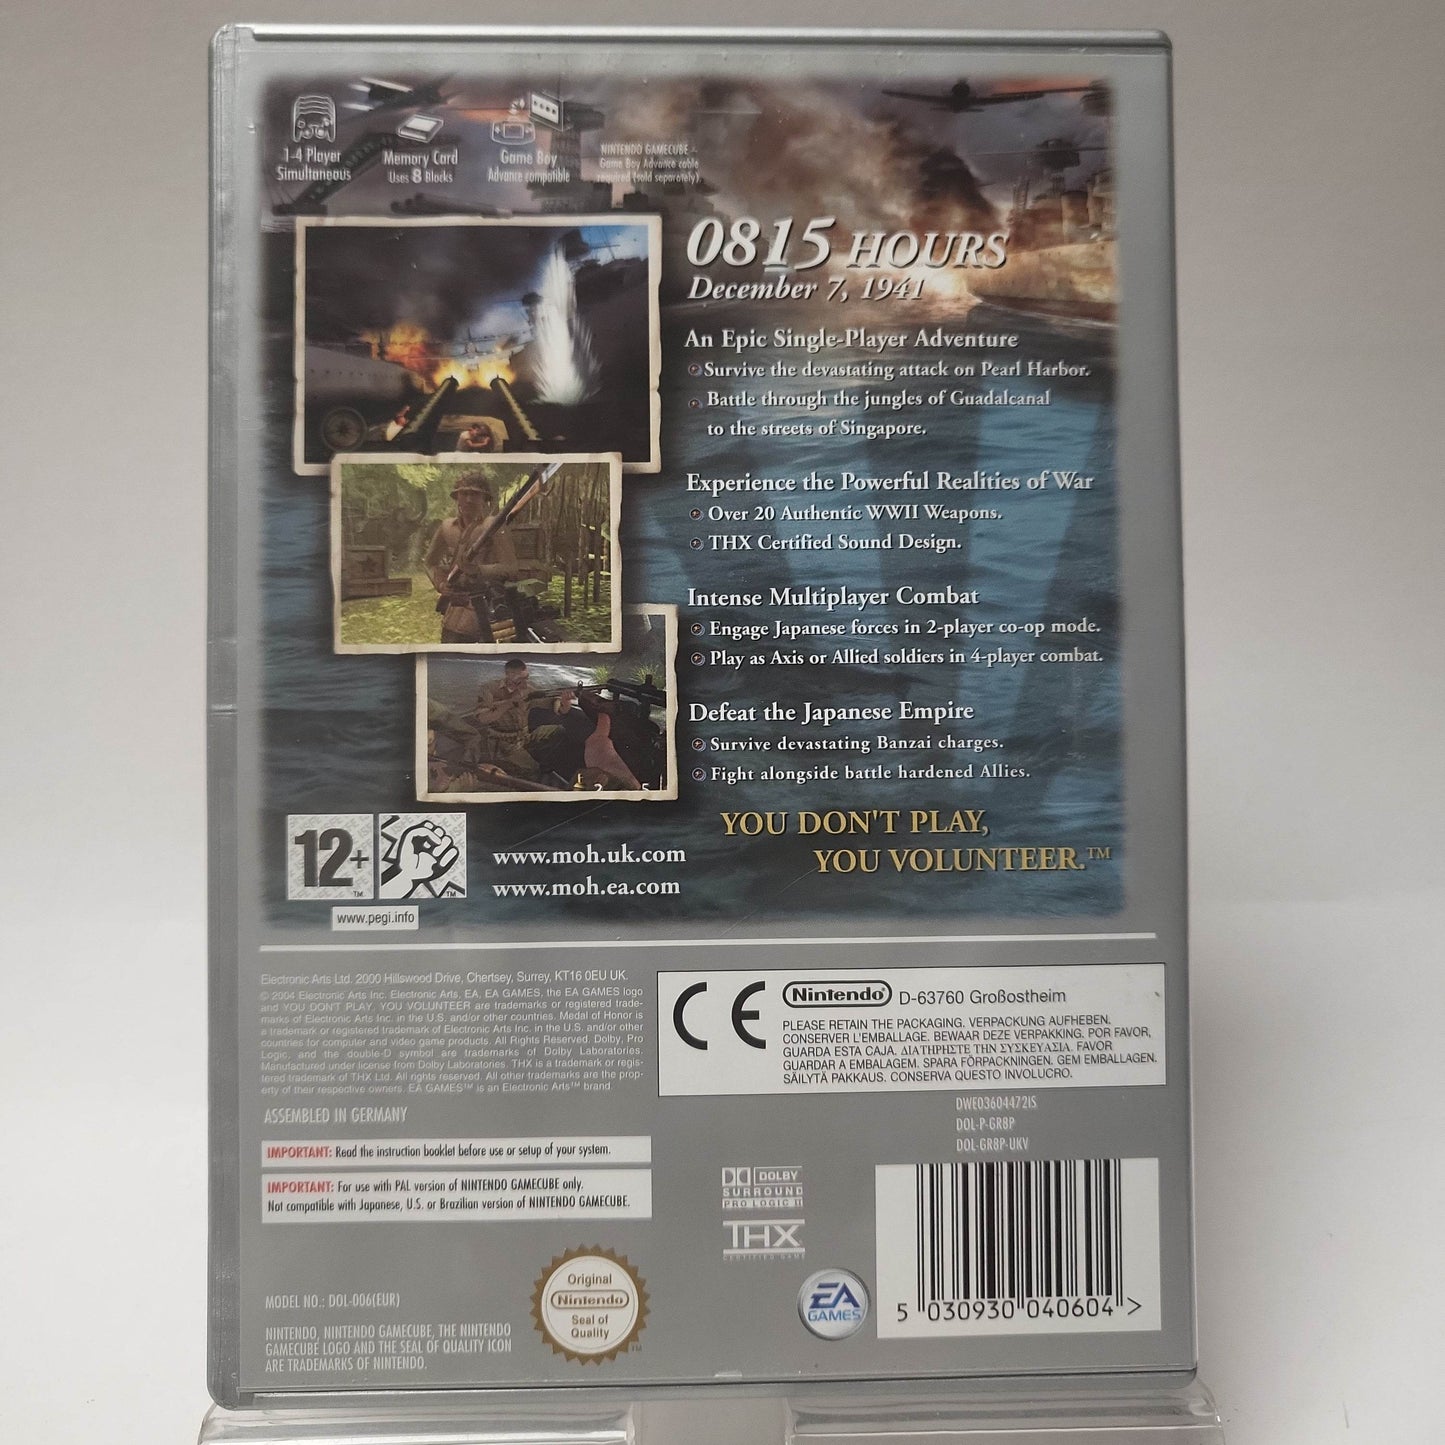 1-4 Player
Simultaneous
Memory Card
Uses 8 Blocks
Game Boy
Advance compatible
NINTENDO GAMECUBE –
Game Boy Advance cable
required (sold separately)
0815 HOURS
December 7, 1941
An Epic Single-Player Adventure
Survive the devastating attack on Pearl Harbor.
Battle through the jungles of Guadalcanal
to the streets of Singapore.
Experience the Powerful Realities of War
Over 20 Authentic WWII Weapons.
THX Certified Sound Design.
Intense Multiplayer Combat
Engage Japanese forces in 2-player co-op mode.
Play as Axis or Allied soldiers in 4-player combat.
Defeat the Japanese Empire
Survive devastating Banzai charges.
Fight alongside battle hardened Allies.
YOU DON'T PLAY,
YOU VOLUNTEER.™
12+ ™
™
www.pegi.info
www.moh.uk.com
www.moh.ea.com
Electronic Arts Ltd. 2000 Hillswood Drive, Chertsey, Surrey, KT16 0EU UK.
© 2004 Electronic Arts Inc. Electronic Arts, EA, EA GAMES, the EA GAMES logo
and YOU DON'T PLAY, YOU VOLUNTEER are trademarks or registered trade-
marks of Electronic Arts Inc. in the U.S. and/or other countries. Medal of Honor is
a trademark or registered trademark of Electronic Arts Inc. in the U.S. and/or other
countries for computer and video game products. All Rights Reserved. Dolby, Pro
Logic, and the double-D symbol are trademarks of Dolby Laboratories.
Manufactured under license from Dolby Laboratories. THX is a trademark or regis-
tered trademark of THX Ltd. All rights reserved. All other trademarks are the prop-
erty of their respective owners. EA GAMES™ is an Electronic Arts™ brand.
ASSEMBLED IN GERMANY
IMPORTANT: Read the instruction booklet before use or setup of your system.
IMPORTANT: For use with PAL version of NINTENDO GAMECUBE only.
Not compatible with Japanese, U.S. or Brazilian version of NINTENDO GAMECUBE.
MODEL NO.: DOL-006(EUR)
NINTENDO, NINTENDO GAMECUBE, THE NINTENDO
GAMECUBE LOGO AND THE SEAL OF QUALITY ICON
ARE TRADEMARKS OF NINTENDO.
Original
Nintendo
Seal of
Quality
™
CE
Nintendo® D-63760 Großostheim
PLEASE RETAIN THE PACKAGING. VERPACKUNG AUFHEBEN.
CONSERVER L'EMBALLAGE. BEWAAR DEZE VERPAKKING. POR FAVOR,
GUARDA ESTA CAJA. ΔΙΑΤΗΡΗΣΤΕ ΤΗΝ ΣΥΣΚΕΥΑΣΙΑ. FAVOR
GUARDAR A EMBALAGEM. SPARA FÖRPACKNINGEN. GEM EMBALLAGEN.
SÄILYTÄ PAKKAUS. CONSERVA QUESTO INVOLUCRO.
DWED3604472IS
DOL-P-GR8P
DOL-GR8P-UKV
DOLBY
SURROUND
PRO LOGIC II
THX
CERTIFIED GAME
EA
GAMES
5 030930 040604 >